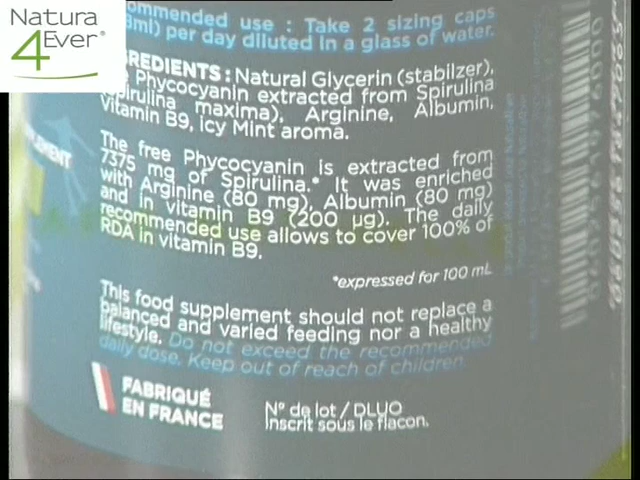 Natura
4Ever®
ommended use : Take 2 sizing caps
8ml) per day diluted in a glass of water.
REDIENTS : Natural Glycerin (stabilzer),
Phycocyanin extracted from Spirulina
(spirulina maxima), Arginine, Albumin,
Vitamin B9, Icy Mint aroma.
The free Phycocyanin is extracted from
7375 mg of Spirulina.* It was enriched
with Arginine (80 mg), Albumin (80 mg)
and in vitamin B9 (200 µg). The daily
recommended use allows to cover 100% of
RDA in vitamin B9.
*expressed for 100 mL
This food supplement should not replace a
balanced and varied feeding nor a healthy
lifestyle. Do not exceed the recommended
daily dose. Keep out of reach of children
FABRIQUÉ
EN FRANCE
N° de lot / DLUO
Inscrit sous le flacon.